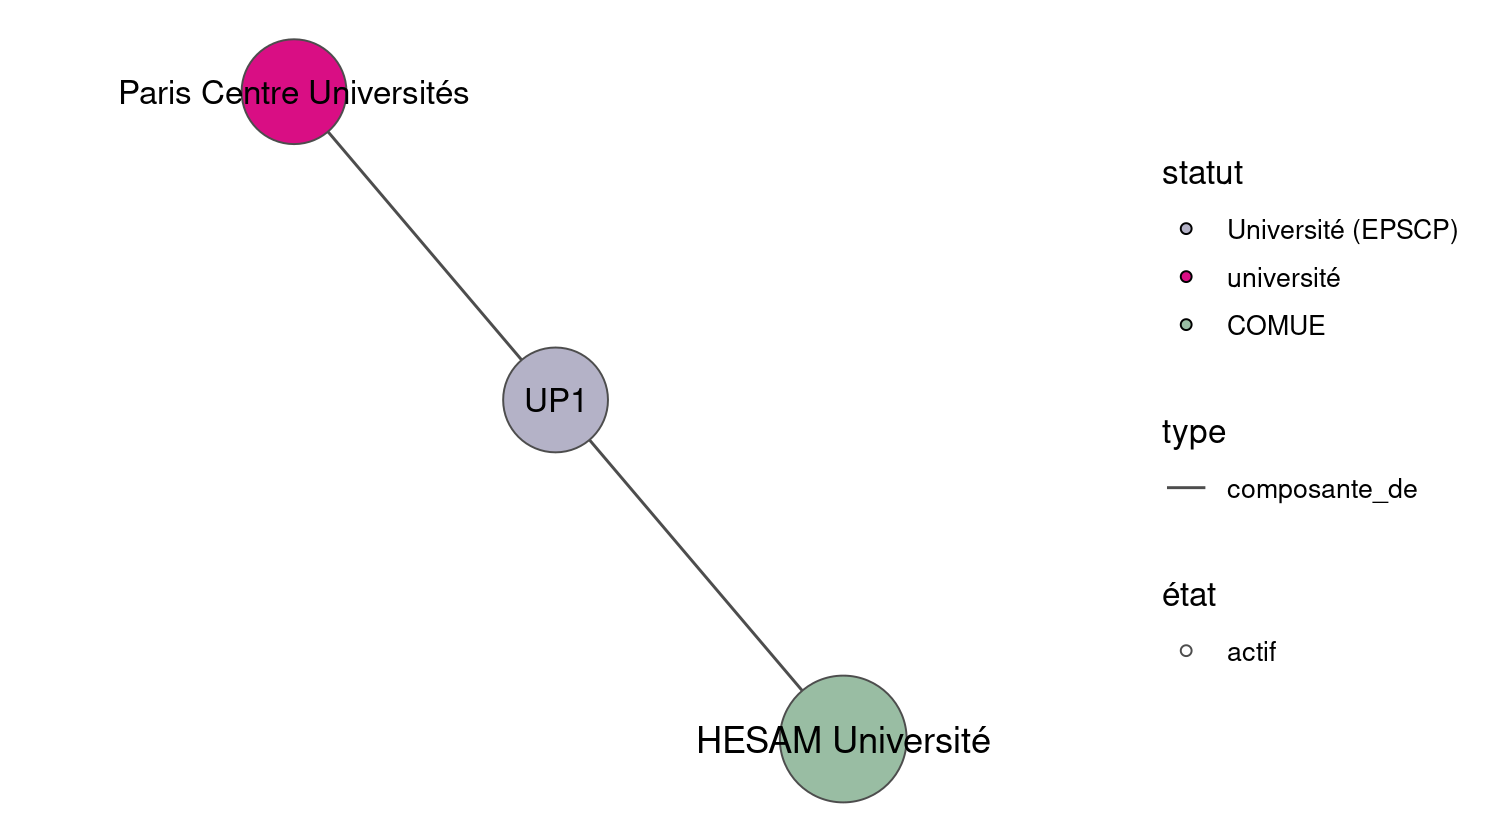 Paris Centre Universités
UP1
HESAM Université
statut
Université (EPSCP)
université
COMUE
type
composante_de
état
actif